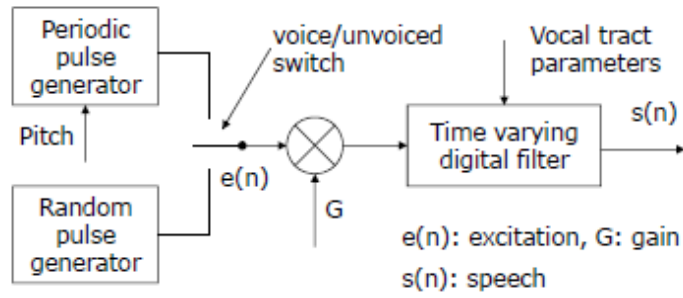 Periodic
pulse
generator
voice/unvoiced
switch
Vocal tract
parameters
Pitch
e(n)
G
Time varying
digital filter
s(n)
Random
pulse
generator
e(n): excitation, G: gain
s(n): speech